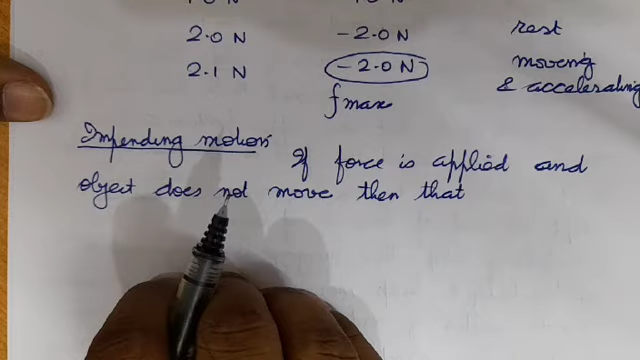 2.0 N -2.0 N rest
2.1 N -2.0 N moving
& accelerating
fmax
Impending motion: If force is applied and
object does not move then that